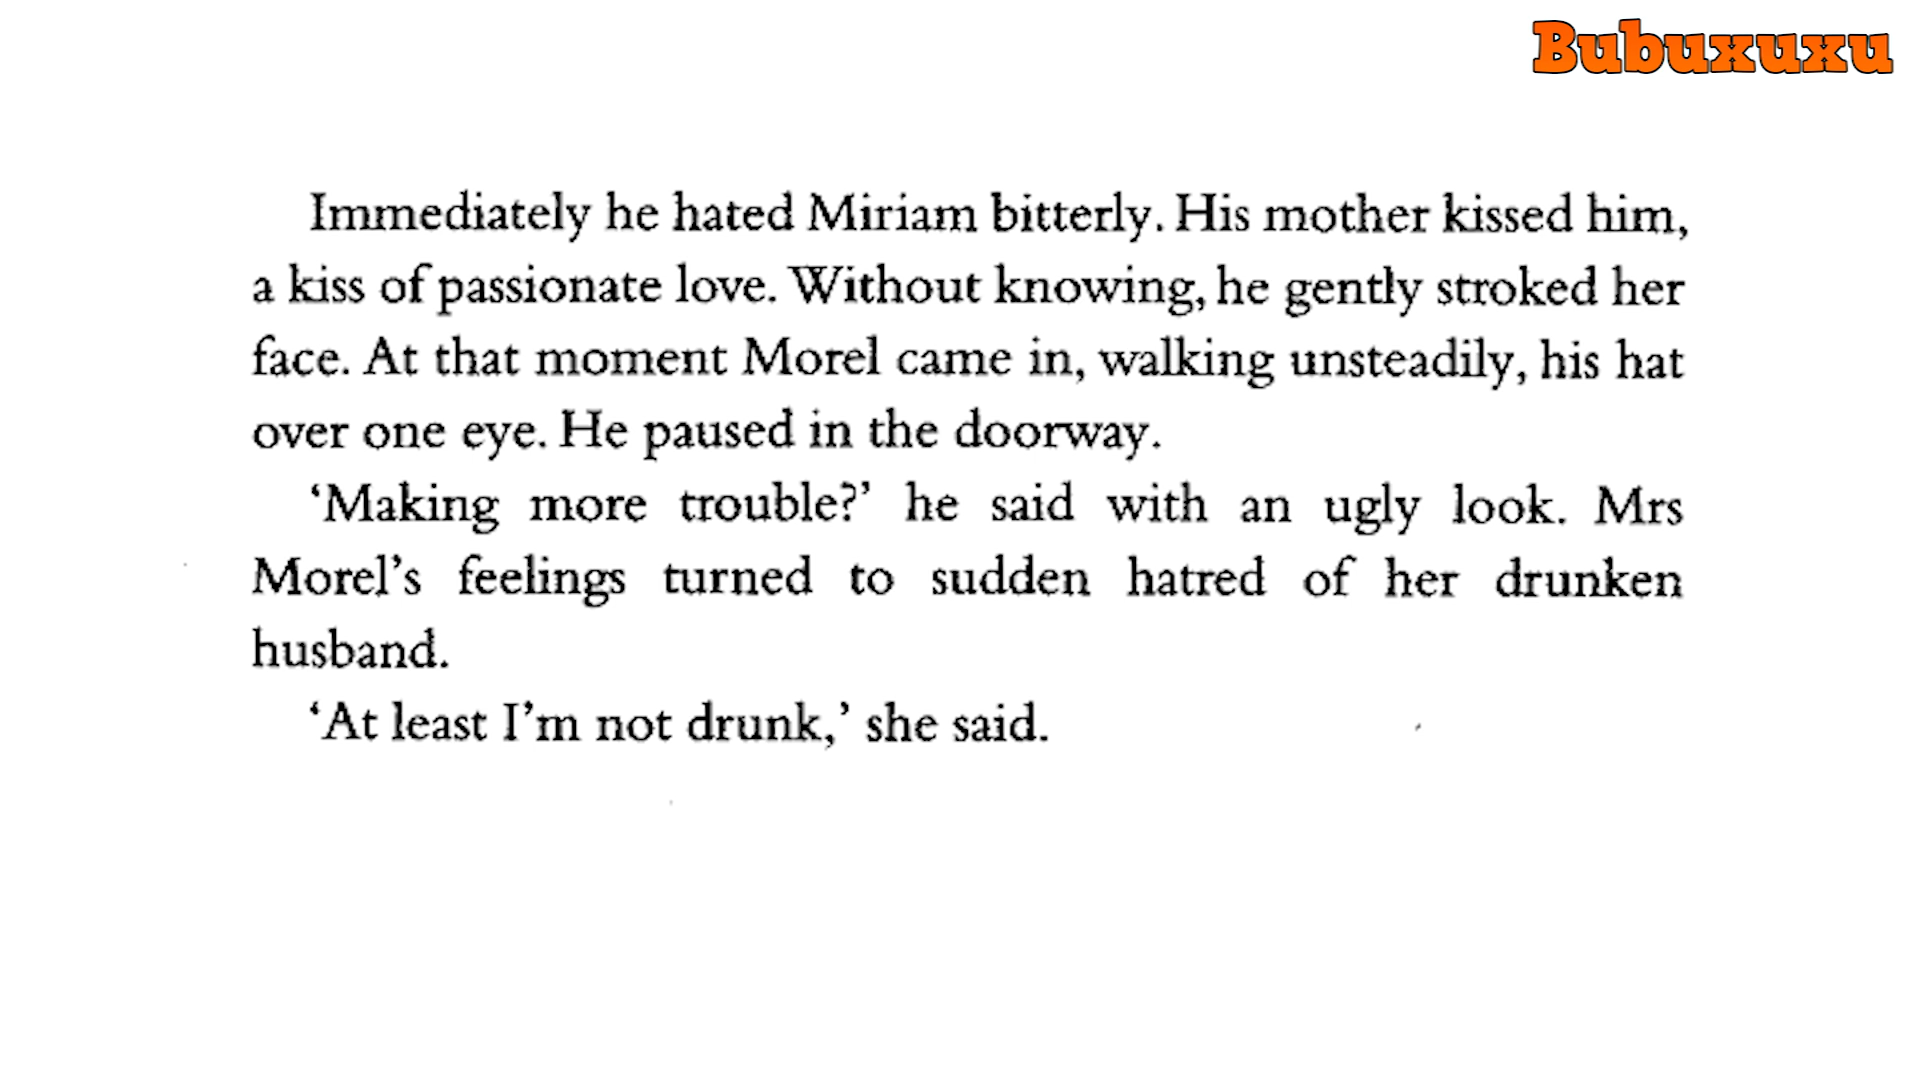 Bubuxuxu
Immediately he hated Miriam bitterly. His mother kissed him,
a kiss of passionate love. Without knowing, he gently stroked her
face. At that moment Morel came in, walking unsteadily, his hat
over one eye. He paused in the doorway.
‘Making more trouble?’ he said with an ugly look. Mrs
Morel’s feelings turned to sudden hatred of her drunken
husband.
‘At least I’m not drunk,’ she said.